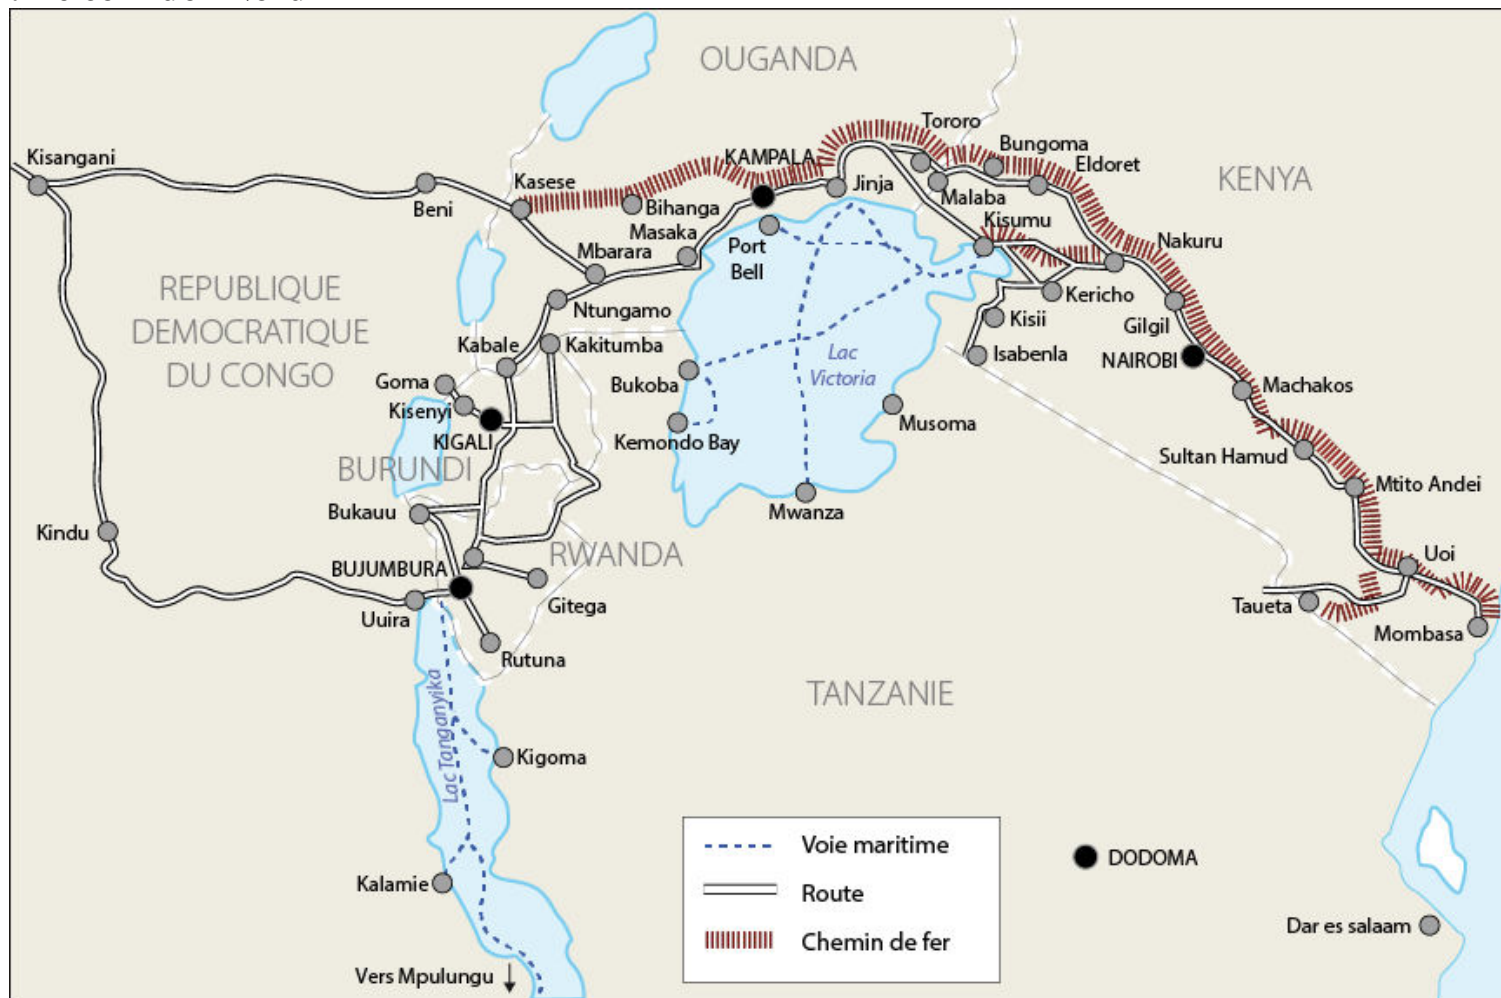 OUGANDA
Tororo
Bungoma
Eldoret
KENYA
Kisangani
KAMPALA
Kasese
Jinja
Malaba
Beni
Bihanga
Masaka
Kisumu
Nakuru
Mbarara
Port
Bell
REPUBLIQUE
DEMOCRATIQUE
DU CONGO
Ntungamo
Kericho
Kisii
Gilgil
Kabale
Kakitumba
Isabenla
NAIROBI
Lac
Victoria
Goma
Bukoba
Machakos
Kisenyi
Musoma
KIGALI
Kemondo Bay
Sultan Hamud
BURUNDI
Mtito Andei
Bukauu
Mwanza
Kindu
RWANDA
Uoi
BUJUMBURA
Gitega
Taueta
Uuira
Mombasa
Rutuna
TANZANIE
Lac Tanganyika
Kigoma
Voie maritime
DODOMA
Kalamie
Route
Dar es salaam
Chemin de fer
Vers Mpulungu